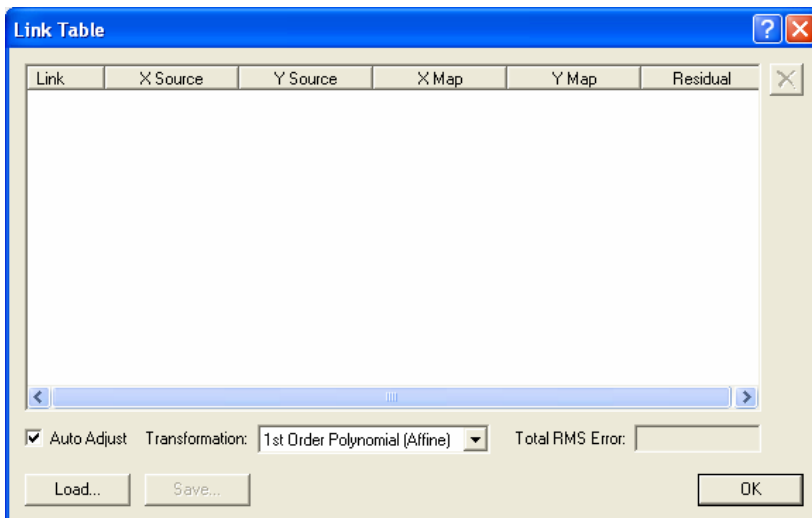 Link Table
Link X Source Y Source X Map Y Map Residual
Auto Adjust Transformation: 1st Order Polynomial (Affine) Total RMS Error:
Load... Save... OK